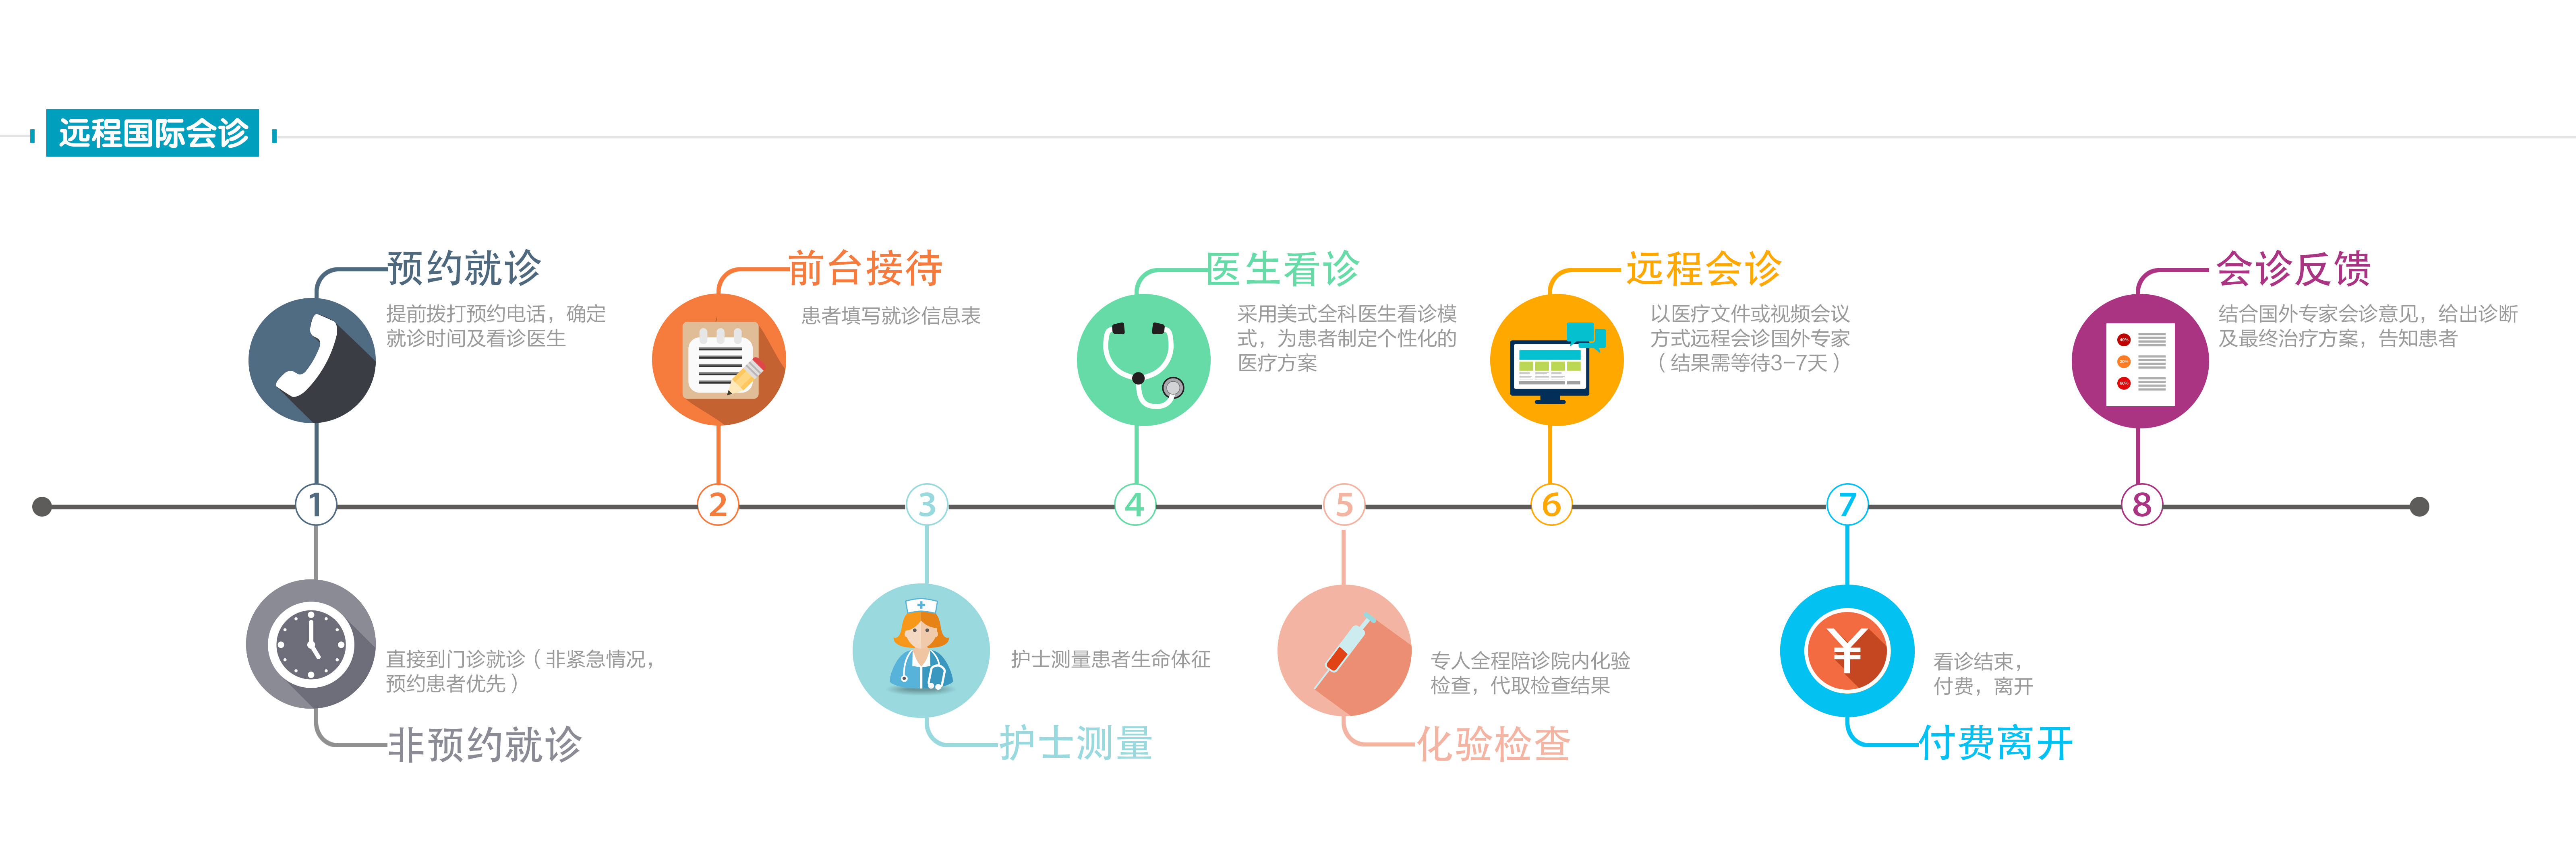 远程国际会诊
预约就诊
提前拨打预约电话，确定
就诊时间及看诊医生
前台接待
患者填写就诊信息表
医生看诊
采用美式全科医生看诊模
式，为患者制定个性化的
医疗方案
远程会诊
以医疗文件或视频会议
方式远程会诊国外专家
（结果需等待3-7天）
会诊反馈
40%
20%
60%
结合国外专家会诊意见，给出诊断
及最终治疗方案，告知患者
1
2
3
4
5
6
7
8
直接到门诊就诊（非紧急情况，
预约患者优先）
非预约就诊
护士测量患者生命体征
护士测量
专人全程陪诊院内化验
检查，代取检查结果
化验检查
¥
看诊结束，
付费，离开
付费离开